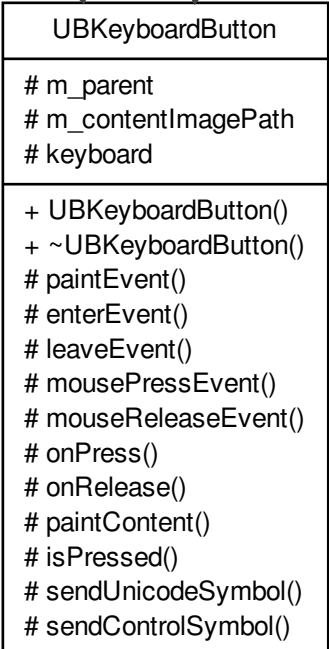 UBKeyboardButton
# m_parent
# m_contentImagePath
# keyboard
+ UBKeyboardButton()
+ ~UBKeyboardButton()
# paintEvent()
# enterEvent()
# leaveEvent()
# mousePressEvent()
# mouseReleaseEvent()
# onPress()
# onRelease()
# paintContent()
# isPressed()
# sendUnicodeSymbol()
# sendControlSymbol()